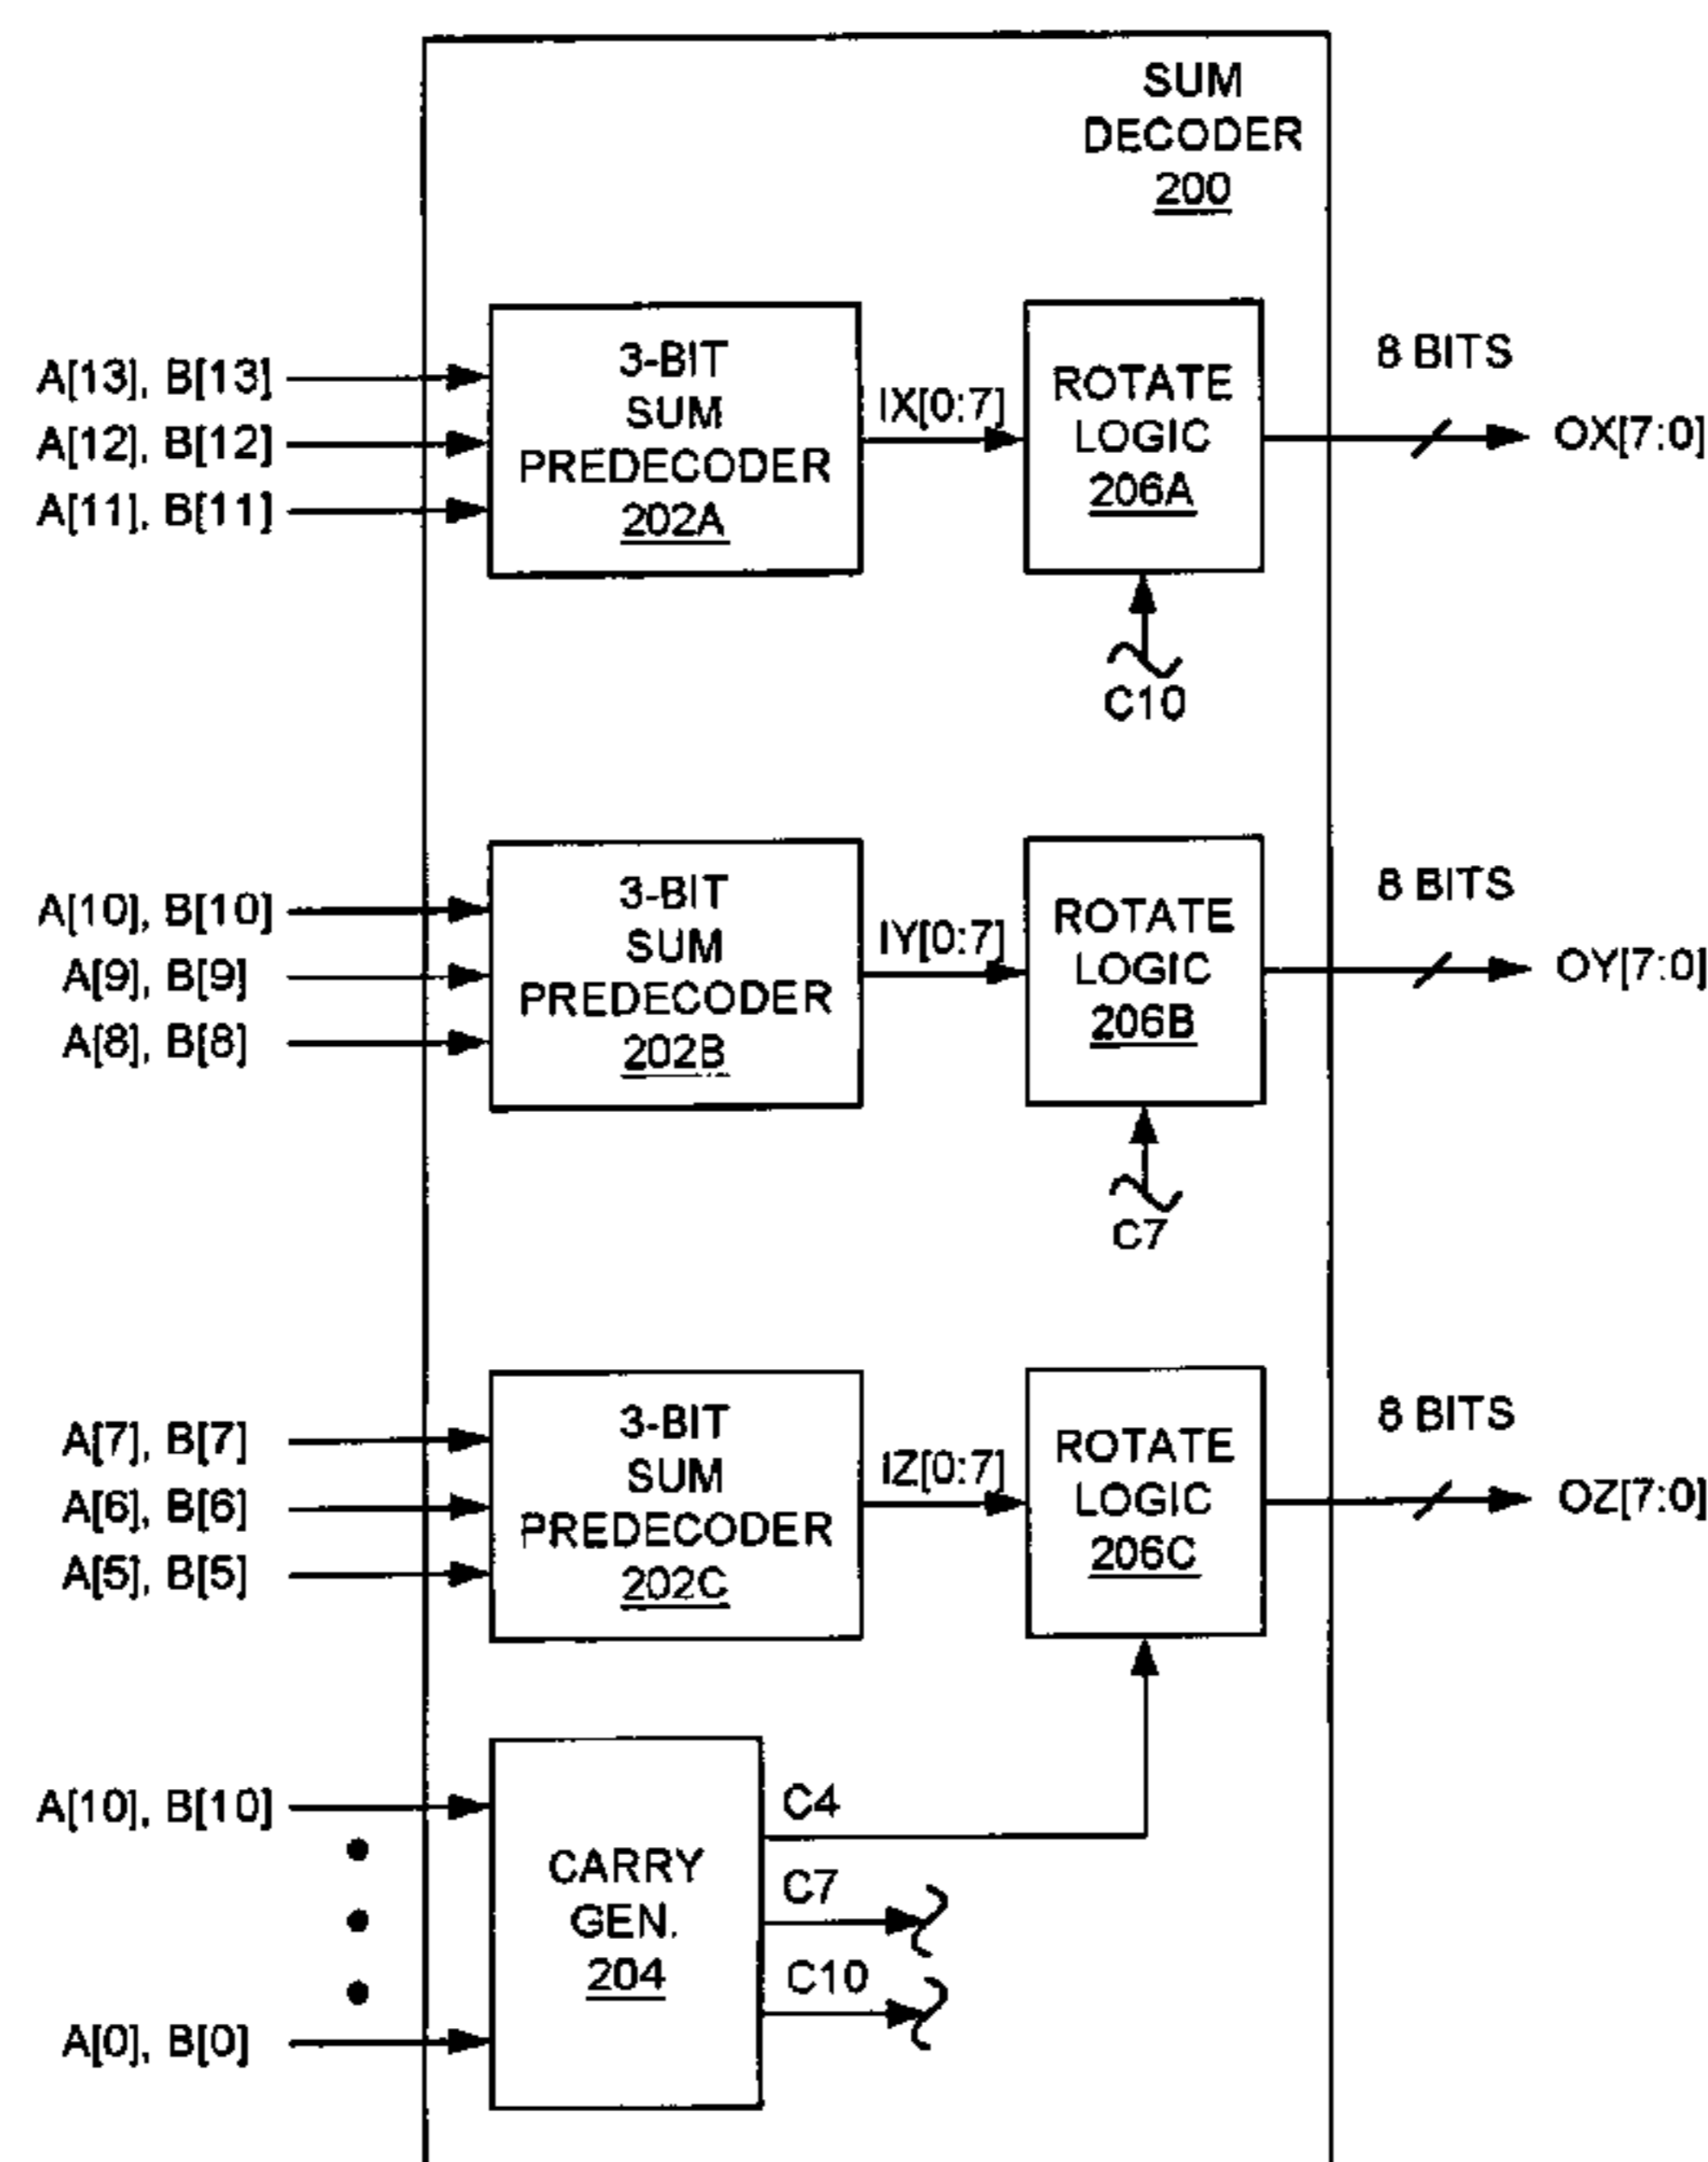 SUM
DECODER
200
A[13], B[13]
A[12], B[12]
A[11], B[11]
3-BIT
SUM
PREDECODER
202A
IX[0:7]
ROTATE
LOGIC
206A
8 BITS
OX[7:0]
C10
A[10], B[10]
A[9], B[9]
A[8], B[8]
3-BIT
SUM
PREDECODER
202B
IY[0:7]
ROTATE
LOGIC
206B
8 BITS
OY[7:0]
C7
A[7], B[7]
A[6], B[6]
A[5], B[5]
3-BIT
SUM
PREDECODER
202C
IZ[0:7]
ROTATE
LOGIC
206C
8 BITS
OZ[7:0]
A[10], B[10]
A[0], B[0]
CARRY
GEN.
204
C4
C7
C10